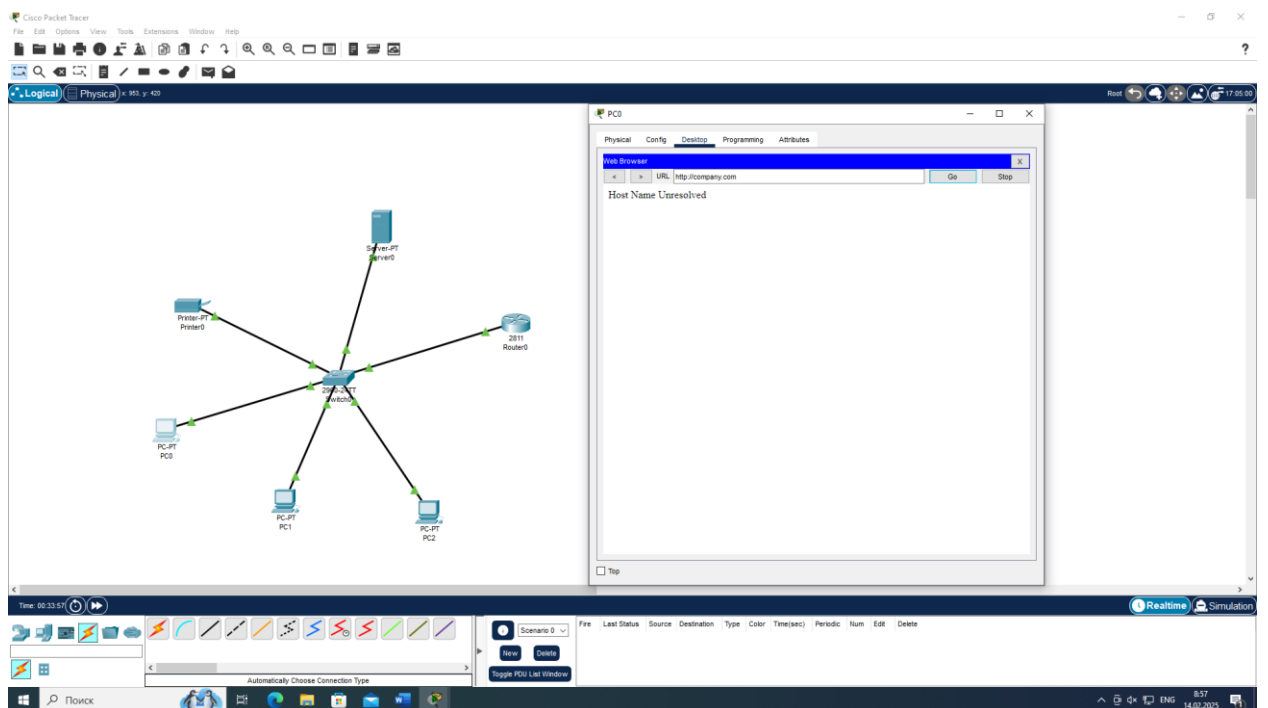 Cisco Packet Tracer
File Edit Options View Tools Extensions Window Help
?
Logical Physical x: 953, y: 420 Root 17:05:00
PC0
Physical Config Desktop Programming Attributes
Web Browser X
< > URL http://company.com Go Stop
Host Name Unresolved
Server-PT
Server0
Printer-PT
Printer0
2811
Router0
2960-24TT
Switch0
PC-PT
PC0
PC-PT
PC1
PC-PT
PC2
Top
Time: 00:33:57 Realtime Simulation
Scenario 0 Fire Last Status Source Destination Type Color Time(sec) Periodic Num Edit Delete
New Delete
Toggle PDU List Window
Automatically Choose Connection Type
Поиск ENG 8:57
14.02.2025